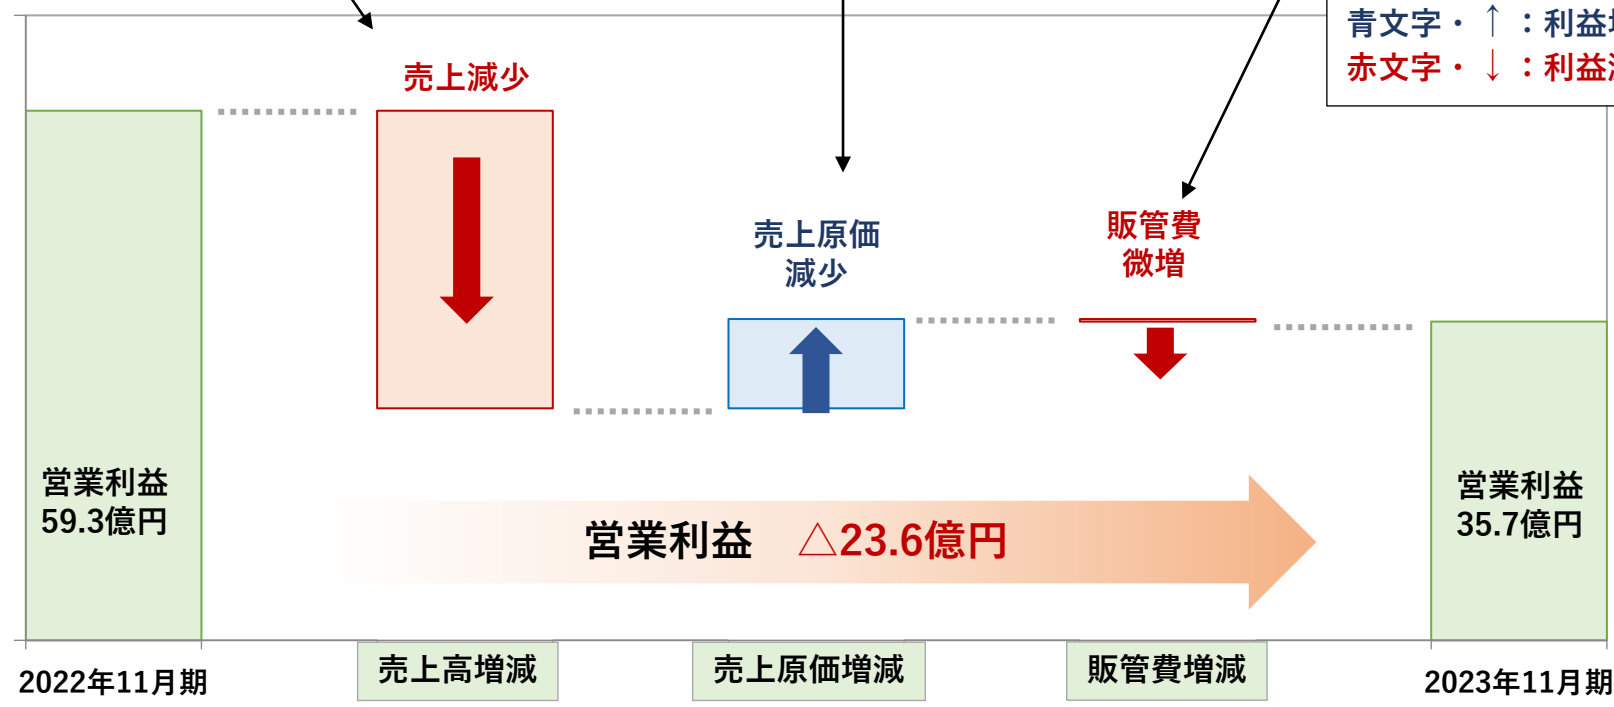 青文字・↑：利益
赤文字・↓：利益
売上減少
売上原価
減少
販管費
微増
営業利益
59.3億円
営業利益　△23.6億円
営業利益
35.7億円
2022年11月期
売上高増減
売上原価増減
販管費増減
2023年11月期